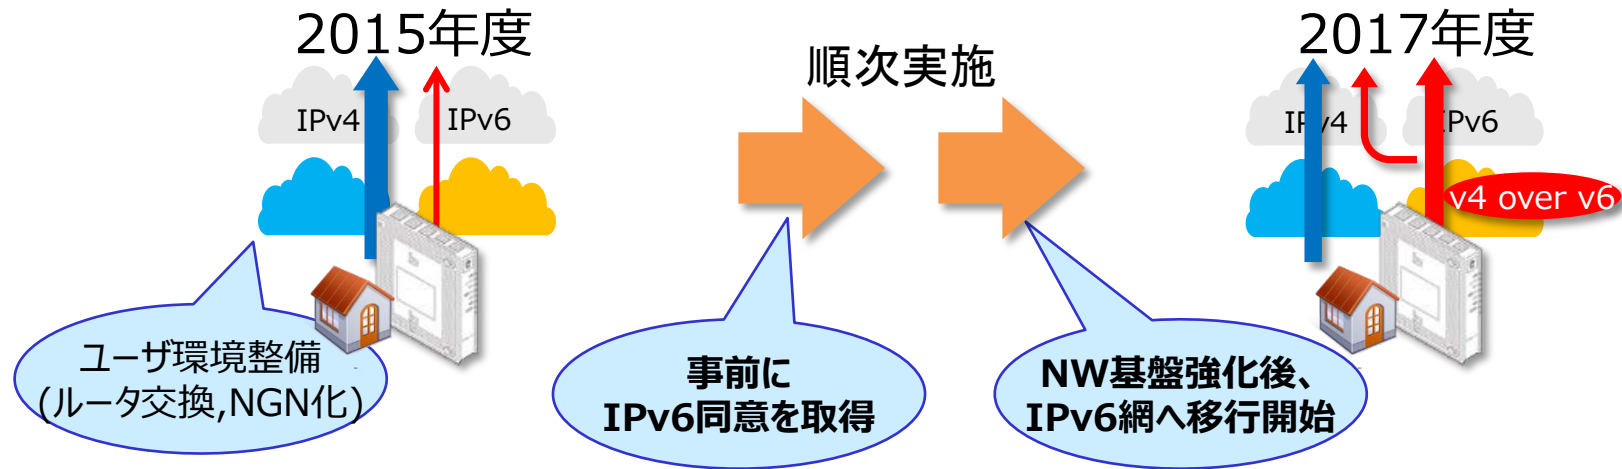 2015年度
IPv4
IPv6
ユーザ環境整備
(ルータ交換,NGN化)
順次実施
事前に
IPv6同意を取得
NW基盤強化後、
IPv6網へ移行開始
2017年度
IPv4
IPv6
v4 over v6